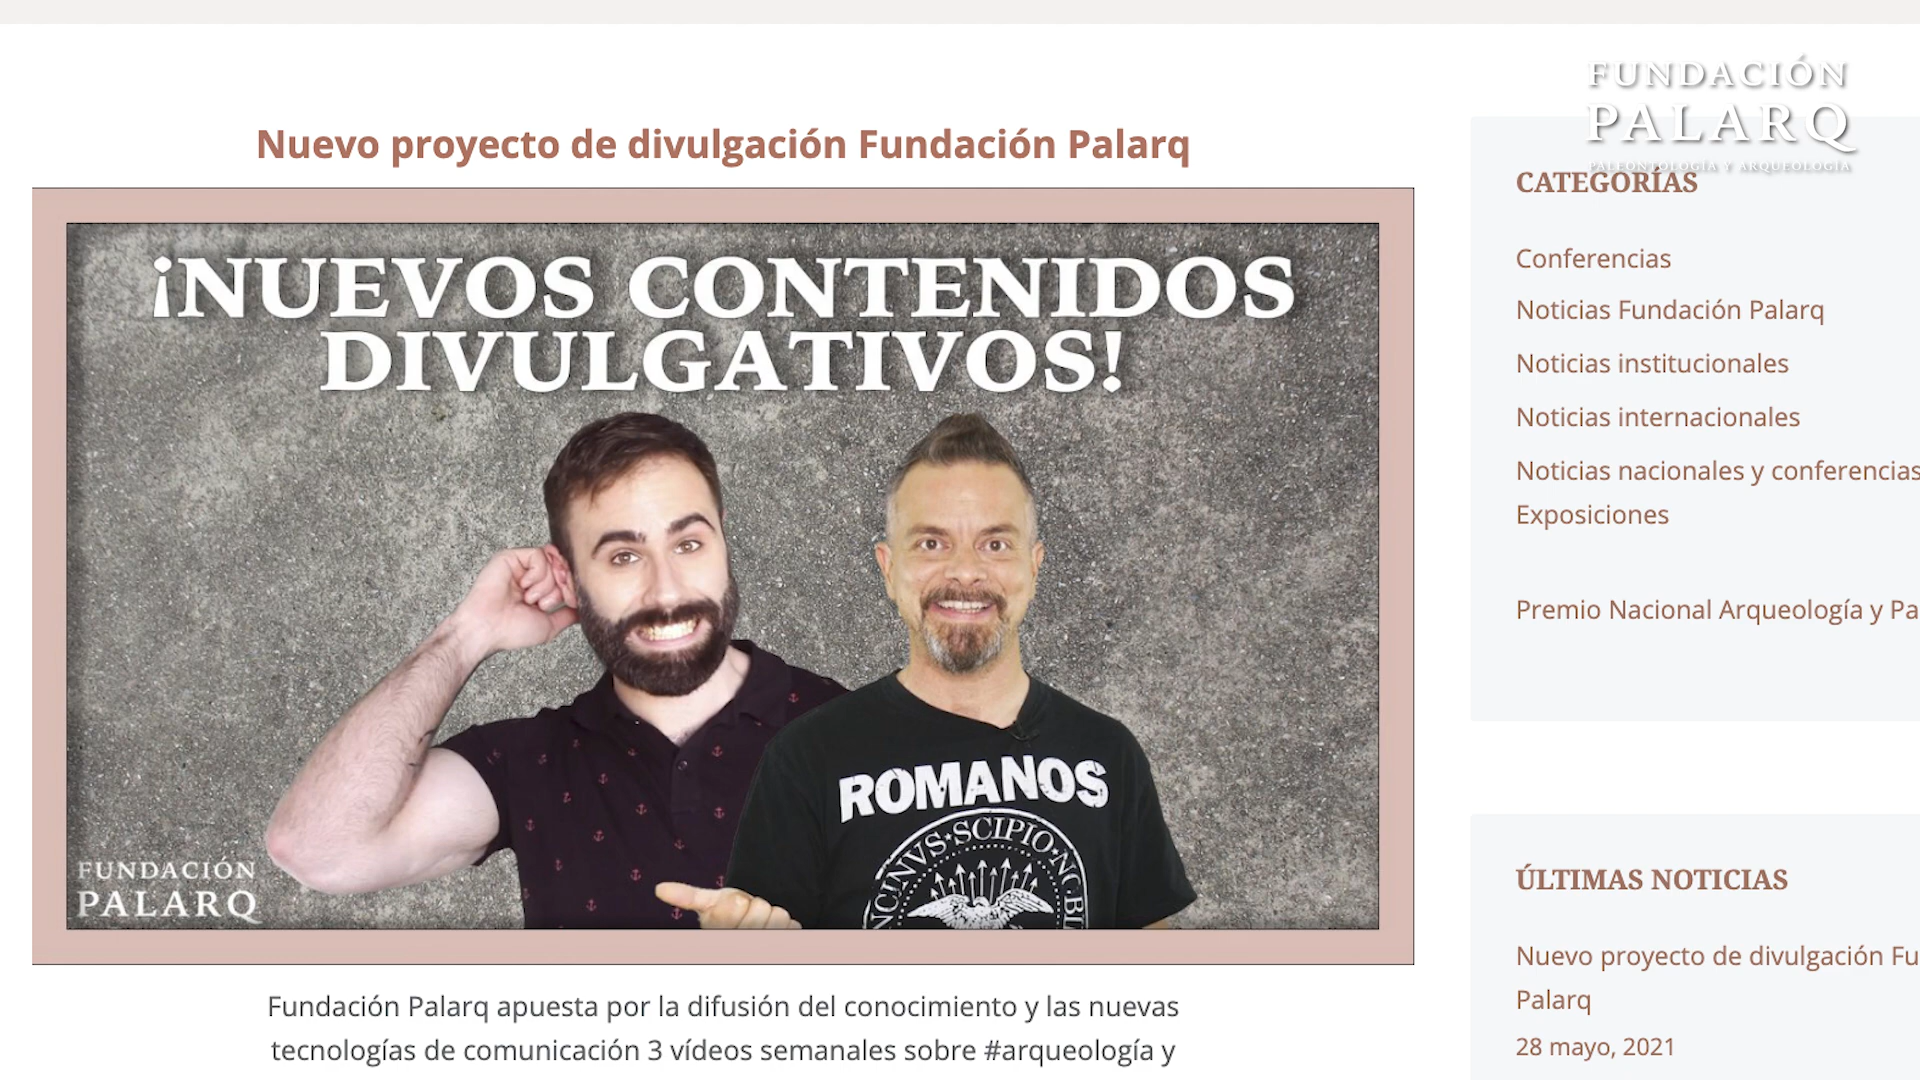 Nuevo proyecto de divulgación Fundación Palarq
¡NUEVOS CONTENIDOS
DIVULGATIVOS!
ROMANOS
SCIPIO
FUNDACIÓN
PALARQ
Fundación Palarq apuesta por la difusión del conocimiento y las nuevas
tecnologías de comunicación 3 vídeos semanales sobre #arqueología y
FUNDACIÓN
PALARQ
PALEONTOLOGÍA Y ARQUEOLOGÍA
CATEGORÍAS
Conferencias
Noticias Fundación Palarq
Noticias institucionales
Noticias internacionales
Noticias nacionales y conferencias
Exposiciones
Premio Nacional Arqueología y Pa
ÚLTIMAS NOTICIAS
Nuevo proyecto de divulgación Fu
Palarq
28 mayo, 2021